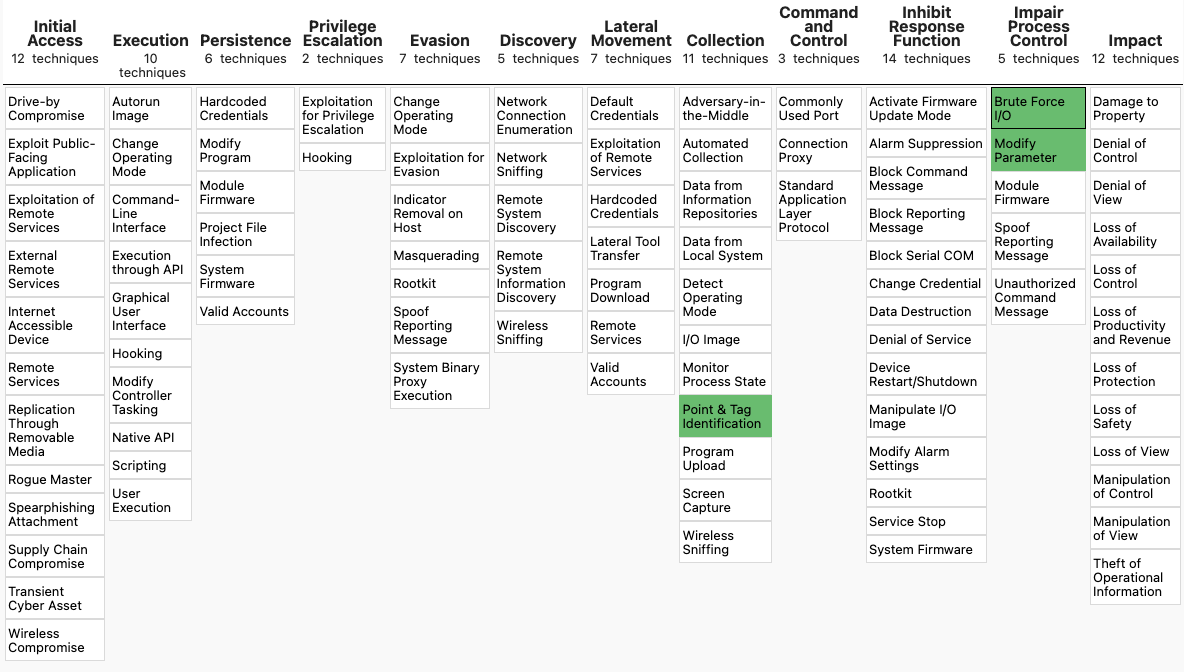 Initial
Access
12 techniques
Drive-by
Compromise
Exploit Public-
Facing
Application
Exploitation of
Remote
Services
External
Remote
Services
Internet
Accessible
Device
Remote
Services
Replication
Through
Removable
Media
Rogue Master
Spearphishing
Attachment
Supply Chain
Compromise
Transient
Cyber Asset
Wireless
Compromise
Execution
10
techniques
Autorun
Image
Change
Operating
Mode
Command-
Line
Interface
Execution
through API
Graphical
User
Interface
Hooking
Modify
Controller
Tasking
Native API
Scripting
User
Execution
Persistence
6 techniques
Hardcoded
Credentials
Modify
Program
Module
Firmware
Project File
Infection
System
Firmware
Valid Accounts
Privilege
Escalation
2 techniques
Exploitation
for Privilege
Escalation
Hooking
Evasion
7 techniques
Change
Operating
Mode
Exploitation for
Evasion
Indicator
Removal on
Host
Masquerading
Rootkit
Spoof
Reporting
Message
System Binary
Proxy
Execution
Discovery
5 techniques
Network
Connection
Enumeration
Network
Sniffing
Remote
System
Discovery
Remote
System
Information
Discovery
Wireless
Sniffing
Lateral
Movement
7 techniques
Default
Credentials
Exploitation
of Remote
Services
Hardcoded
Credentials
Lateral Tool
Transfer
Program
Download
Remote
Services
Valid
Accounts
Collection
11 techniques
Adversary-in-
the-Middle
Automated
Collection
Data from
Information
Repositories
Data from
Local System
Detect
Operating
Mode
I/O Image
Monitor
Process State
Point & Tag
Identification
Program
Upload
Screen
Capture
Wireless
Sniffing
Command
and
Control
3 techniques
Commonly
Used Port
Connection
Proxy
Standard
Application
Layer
Protocol
Inhibit
Response
Function
14 techniques
Activate Firmware
Update Mode
Alarm Suppression
Block Command
Message
Block Reporting
Message
Block Serial COM
Change Credential
Data Destruction
Denial of Service
Device
Restart/Shutdown
Manipulate I/O
Image
Modify Alarm
Settings
Rootkit
Service Stop
System Firmware
Impair
Process
Control
5 techniques
Brute Force
I/O
Modify
Parameter
Module
Firmware
Spoof
Reporting
Message
Unauthorized
Command
Message
Impact
12 techniques
Damage to
Property
Denial of
Control
Denial of
View
Loss of
Availability
Loss of
Control
Loss of
Productivity
and Revenue
Loss of
Protection
Loss of
Safety
Loss of View
Manipulation
of Control
Manipulation
of View
Theft of
Operational
Information